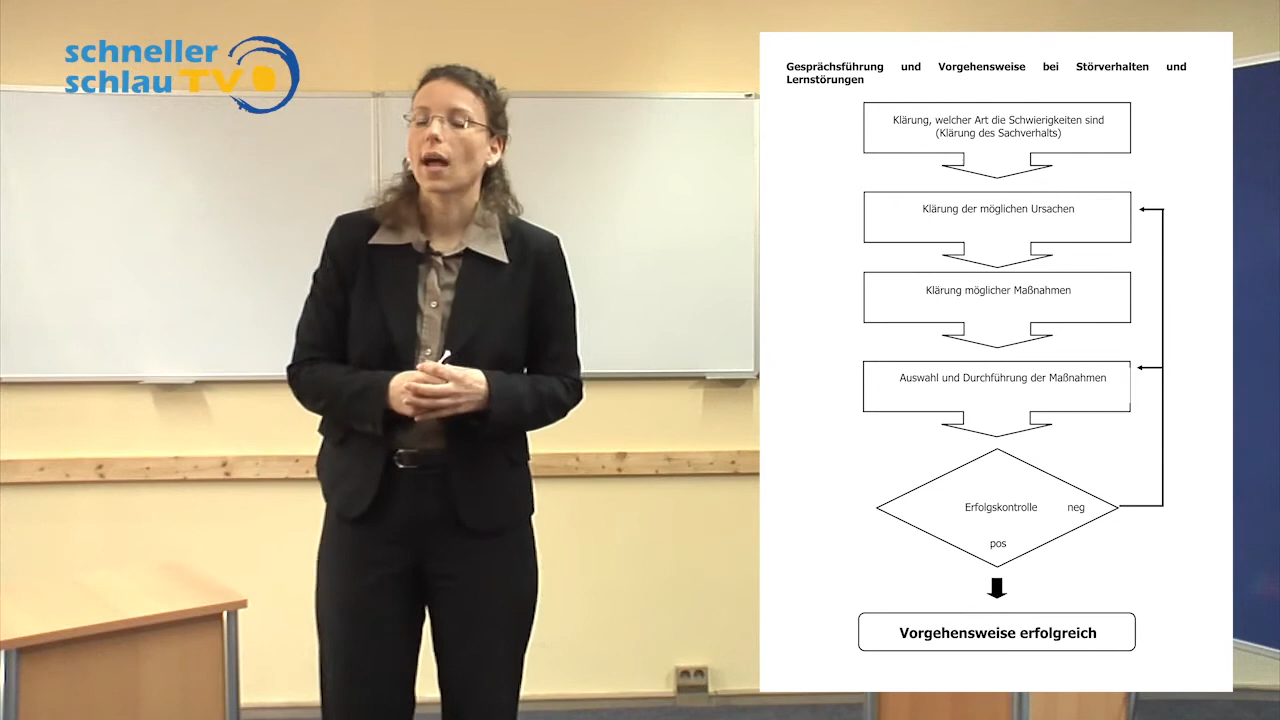 schneller
schlau TV
Gesprächsführung und Vorgehensweise bei Störverhalten und
Lernstörungen
Klärung, welcher Art die Schwierigkeiten sind
(Klärung des Sachverhalts)
Klärung der möglichen Ursachen
Klärung möglicher Maßnahmen
Auswahl und Durchführung der Maßnahmen
Erfolgskontrolle neg
pos
Vorgehensweise erfolgreich